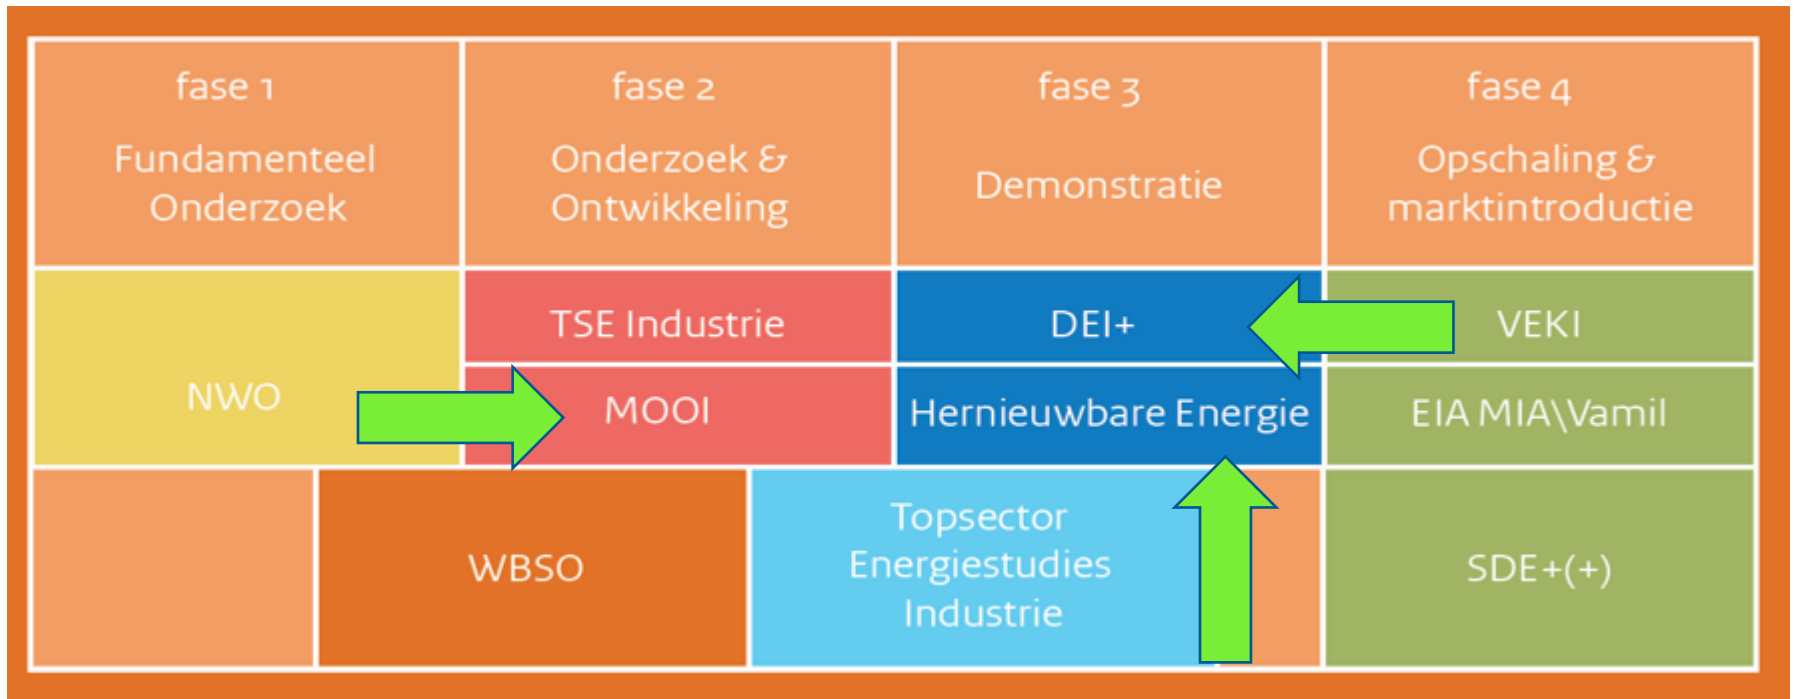 fase 1
Fundamenteel
Onderzoek
fase 2
Onderzoek &
Ontwikkeling
fase 3
Demonstratie
fase 4
Opschaling &
marktintroductie
NWO
TSE Industrie
MOOI
DEI+
Hernieuwbare Energie
VEKI
EIA MIA\Vamil
WBSO
Topsector
Energiestudies
Industrie
SDE+(+)